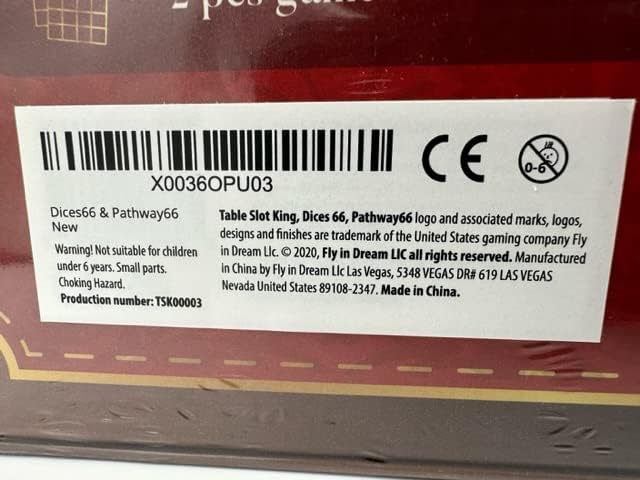 2 pcs game
X0036OPU03
0-6
Dices66 & Pathway66
New
Warning! Not suitable for children
under 6 years. Small parts.
Choking Hazard.
Production number: TSK00003
Table Slot King, Dices 66, Pathway66 logo and associated marks, logos,
designs and finishes are trademark of the United States gaming company Fly
in Dream Llc. © 2020, Fly in Dream LlC all rights reserved. Manufactured
in China by Fly in Dream Llc Las Vegas, 5348 VEGAS DR# 619 LAS VEGAS
Nevada United States 89108-2347. Made in China.